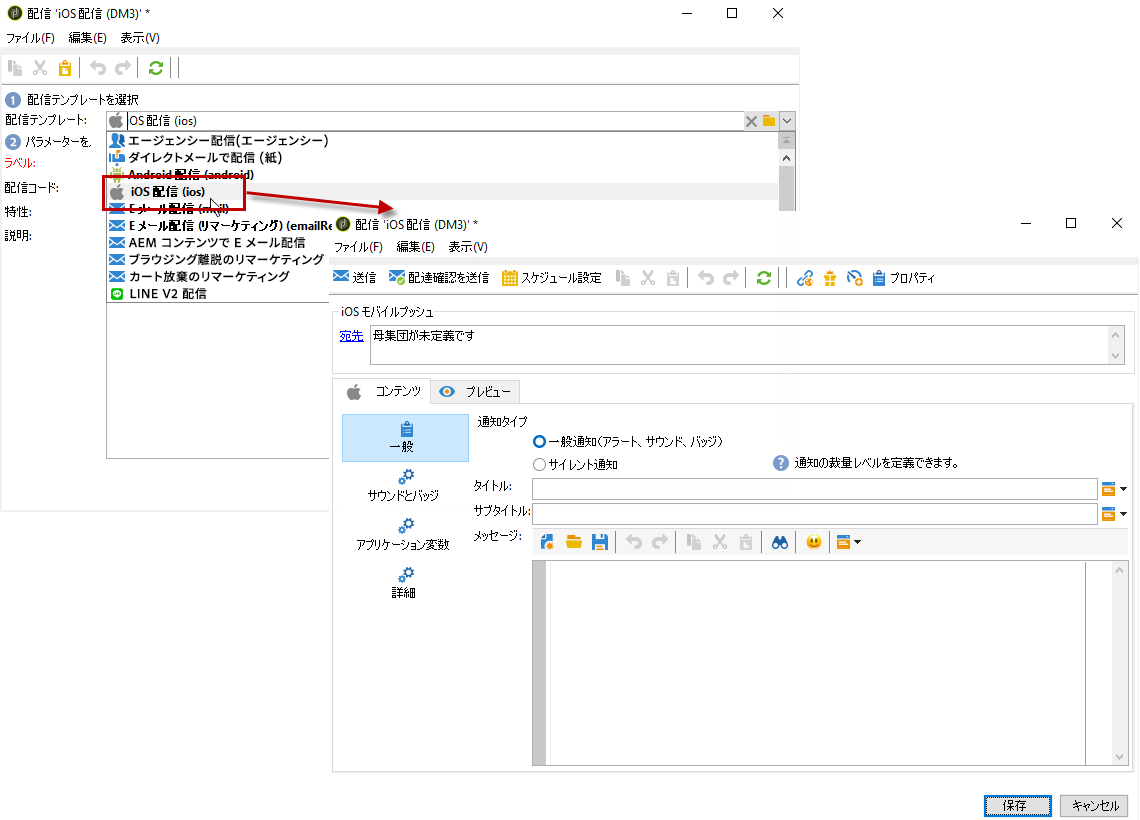 配信 'iOS 配信 (DM3)' *
ファイル(F) 編集(E) 表示(V)
1 配信テンプレートを選択
配信テンプレート: OS 配信 (ios)
2 パラメーターを,
ラベル:
配信コード:
特性:
説明:
エージェンシー配信(エージェンシー)
ダイレクトメールで配信 (紙)
Android 配信 (android)
iOS 配信 (ios)
E メール配信 (mail)
E メール配信 (リマーケティング) (emailRe
AEM コンテンツで E メール配信
ブラウジング離脱のリマーケティング
カート放棄のリマーケティング
LINE V2 配信
配信 'iOS 配信 (DM3)' *
ファイル(F) 編集(E) 表示(V)
送信 配達確認を送信 スケジュール設定 プロパティ
iOS モバイルプッシュ
宛先 母集団が未定義です
コンテンツ プレビュー
一般
サウンドとバッジ
アプリケーション変数
詳細
通知タイプ
一般通知(アラート、サウンド、バッジ)
サイレント通知
? 通知の裁量レベルを定義できます。
タイトル:
サブタイトル:
メッセージ:
保存 キャンセル